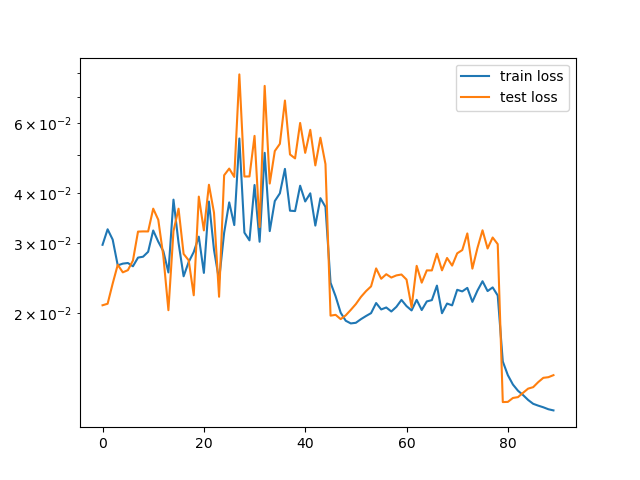 train loss
test loss
6 × 10⁻²
4 × 10⁻²
3 × 10⁻²
2 × 10⁻²
0 20 40 60 80